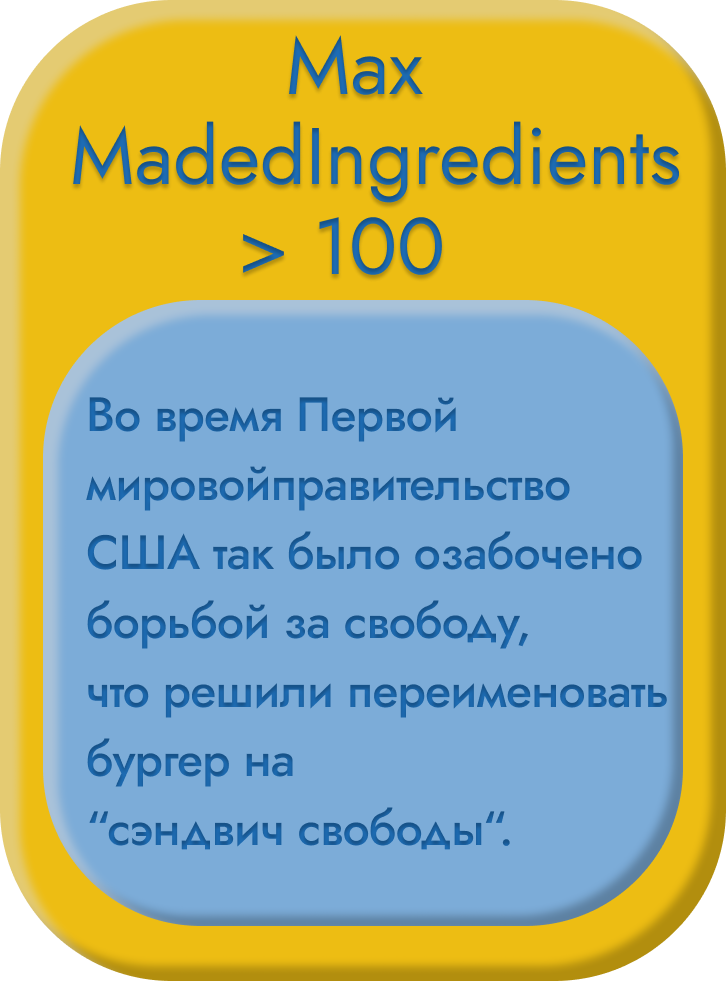 Max
MadedIngredients
> 100
Во время Первой
мировойправительство
США так было озабочено
борьбой за свободу,
что решили переименовать
бургер на
“сэндвич свободы“.